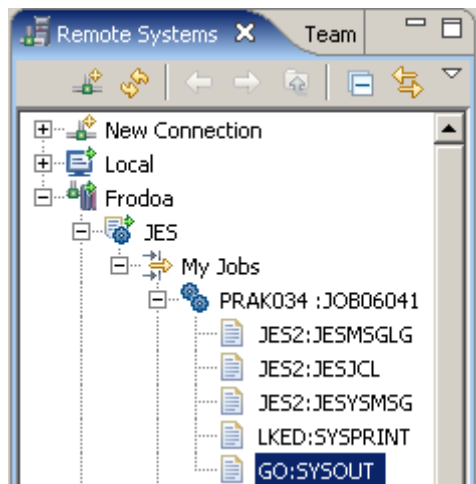 Remote Systems Team
New Connection
Local
Frodoa
JES
My Jobs
PRAK034 :JOB06041
JES2:JESMSGLG
JES2:JESJCL
JES2:JESYSMSG
LKED:SYSPRINT
GO:SYSOUT